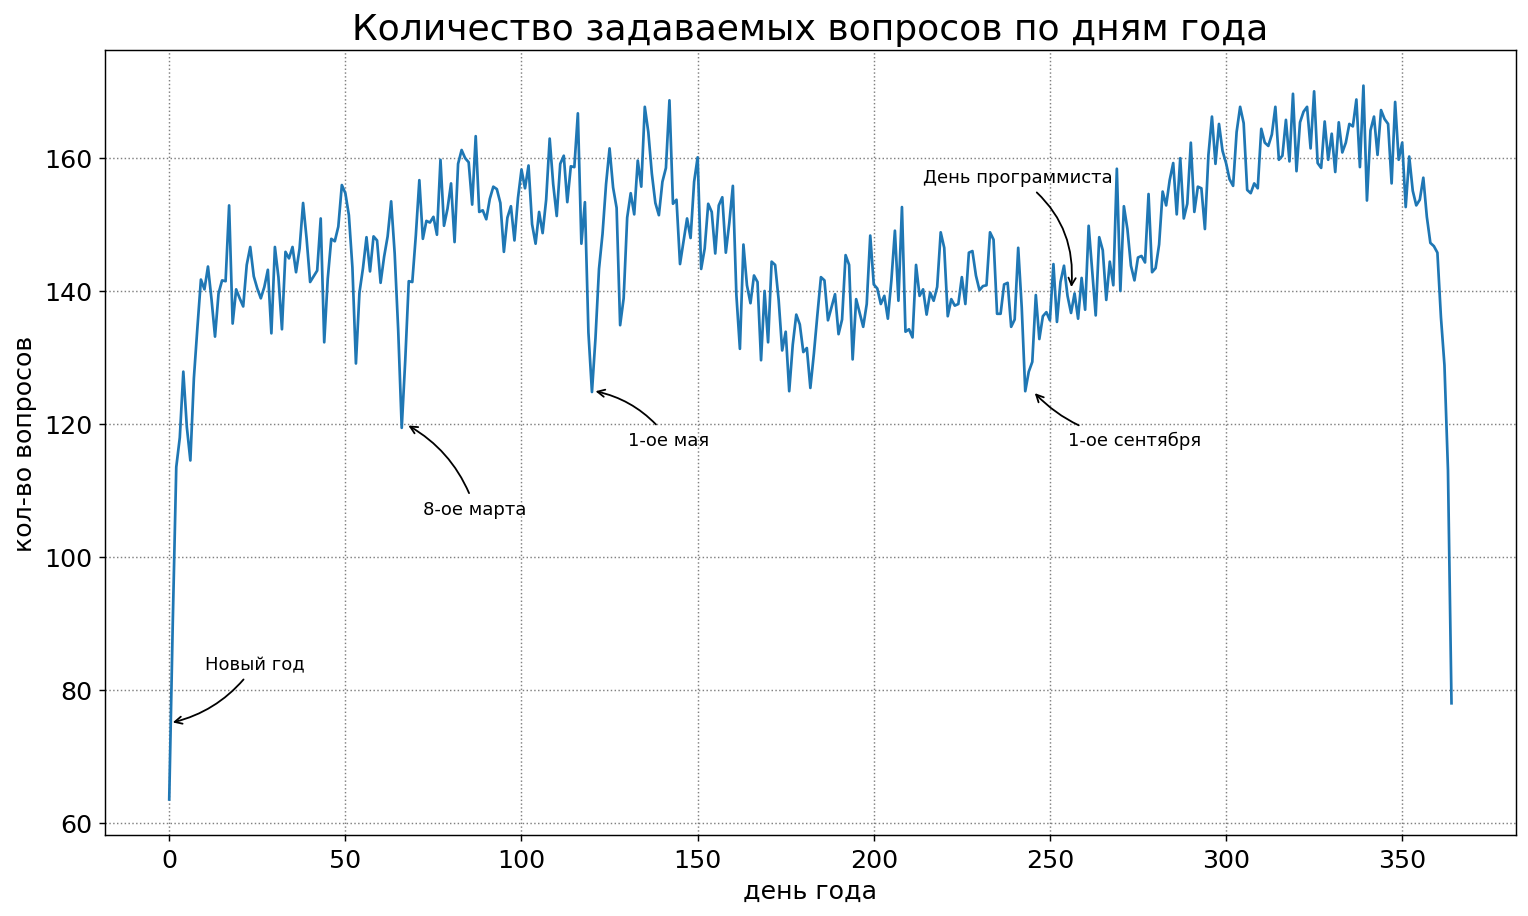 Количество задаваемых вопросов по дням года
кол-во вопросов
160
140
120
100
80
60
День программиста
1-ое мая
1-ое сентября
8-ое марта
Новый год
0 50 100 150 200 250 300 350
день года